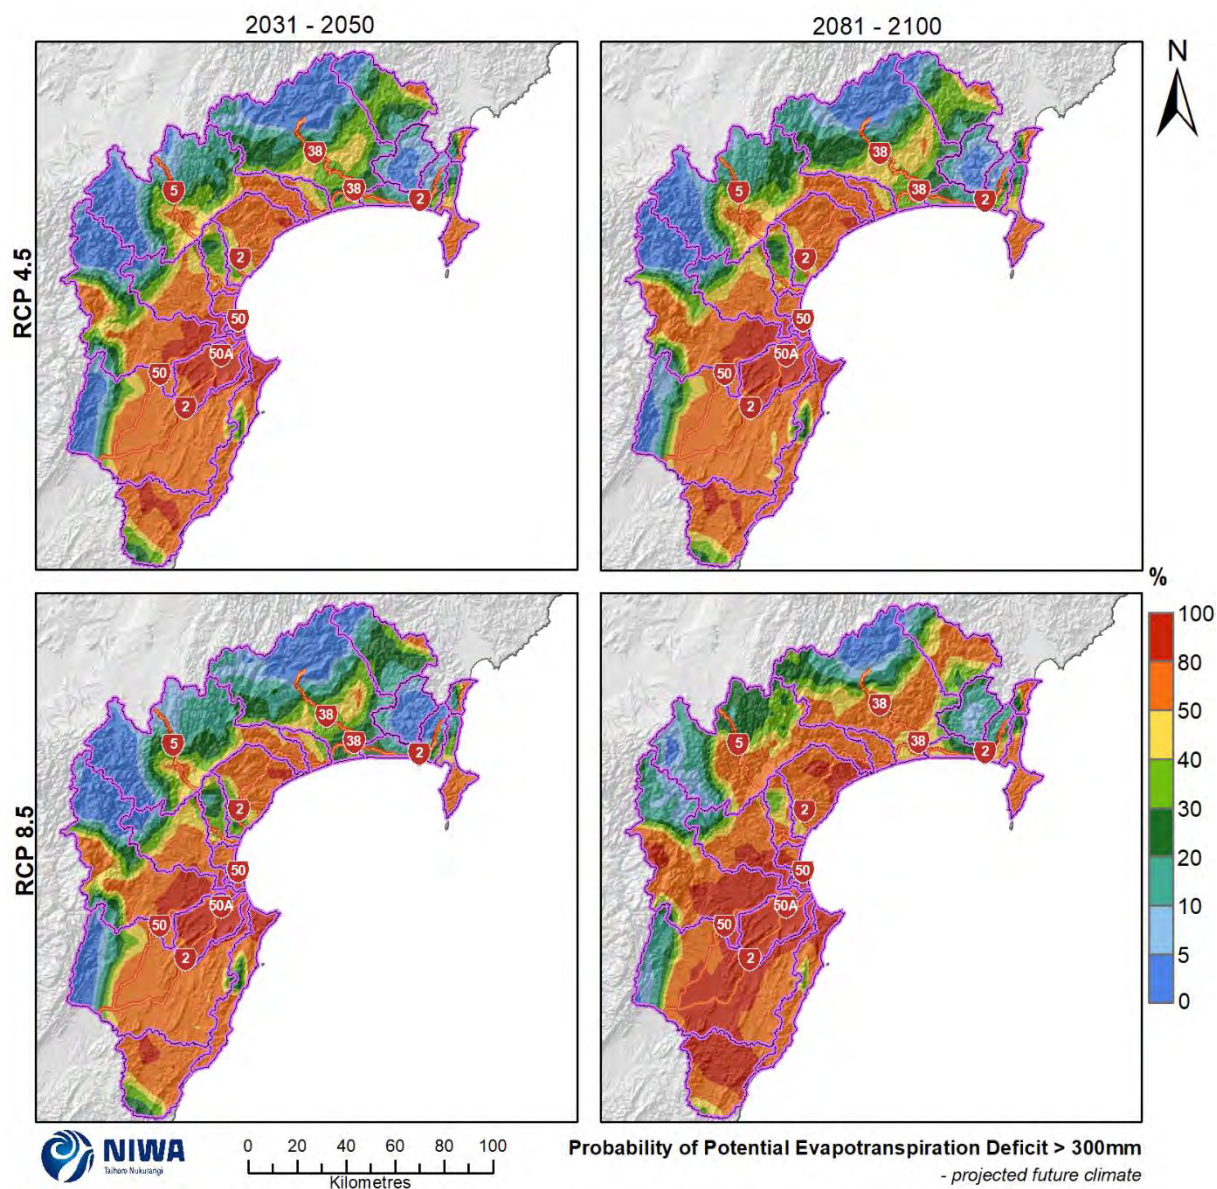 2031 - 2050
2081 - 2100
N
RCP 4.5
38
5
38
2
2
50
50A
50
2
38
5
38
2
2
50
50A
50
2
%
RCP 8.5
38
5
38
2
2
50
50A
50
2
38
5
38
2
2
50
50A
50
2
100
80
50
40
30
20
10
5
0
NIWA
Taihoro Nukurangi
0 20 40 60 80 100
Kilometres
Probability of Potential Evapotranspiration Deficit > 300mm
- projected future climate